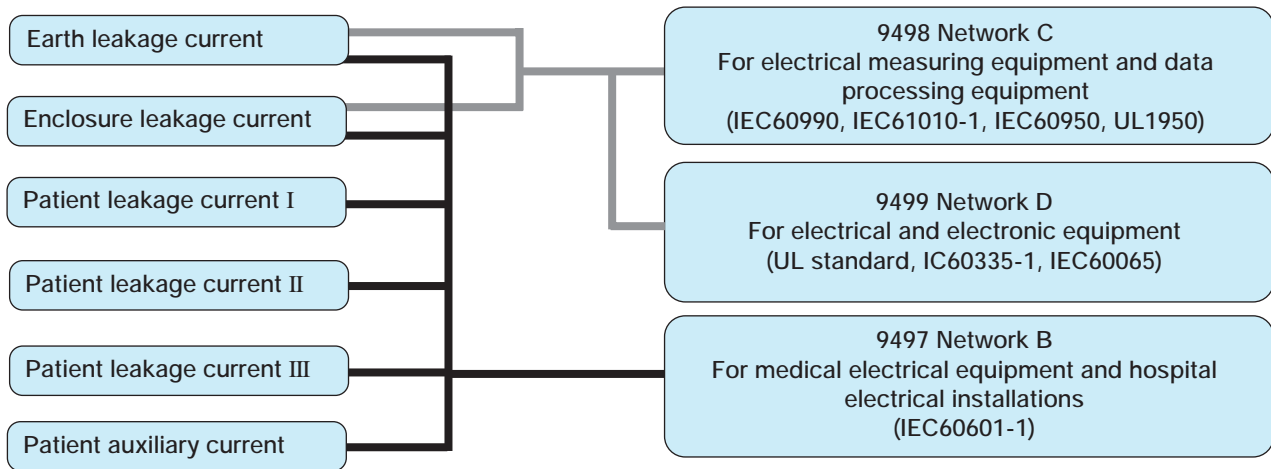 Earth leakage current
Enclosure leakage current
Patient leakage current I
Patient leakage current II
Patient leakage current III
Patient auxiliary current
9498 Network C
For electrical measuring equipment and data
processing equipment
(IEC60990, IEC61010-1, IEC60950, UL1950)
9499 Network D
For electrical and electronic equipment
(UL standard, IC60335-1, IEC60065)
9497 Network B
For medical electrical equipment and hospital
electrical installations
(IEC60601-1)